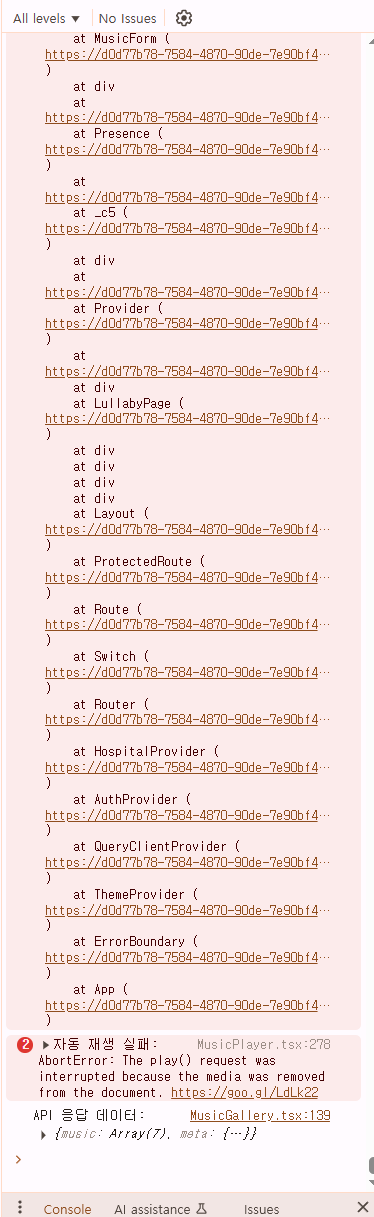 All levels ▼ No Issues
at MusicForm (
https://d0d77b78-7584-4870-90de-7e90bf4…
)
at div
at
https://d0d77b78-7584-4870-90de-7e90bf4…
at Presence (
https://d0d77b78-7584-4870-90de-7e90bf4…
)
at
https://d0d77b78-7584-4870-90de-7e90bf4…
at _c5 (
https://d0d77b78-7584-4870-90de-7e90bf4…
)
at div
at
https://d0d77b78-7584-4870-90de-7e90bf4…
at Provider (
https://d0d77b78-7584-4870-90de-7e90bf4…
)
at
https://d0d77b78-7584-4870-90de-7e90bf4…
at div
at LullabyPage (
https://d0d77b78-7584-4870-90de-7e90bf4…
)
at div
at div
at div
at div
at Layout (
https://d0d77b78-7584-4870-90de-7e90bf4…
)
at ProtectedRoute (
https://d0d77b78-7584-4870-90de-7e90bf4…
)
at Route (
https://d0d77b78-7584-4870-90de-7e90bf4…
)
at Switch (
https://d0d77b78-7584-4870-90de-7e90bf4…
)
at Router (
https://d0d77b78-7584-4870-90de-7e90bf4…
)
at HospitalProvider (
https://d0d77b78-7584-4870-90de-7e90bf4…
)
at AuthProvider (
https://d0d77b78-7584-4870-90de-7e90bf4…
)
at QueryClientProvider (
https://d0d77b78-7584-4870-90de-7e90bf4…
)
at ThemeProvider (
https://d0d77b78-7584-4870-90de-7e90bf4…
)
at ErrorBoundary (
https://d0d77b78-7584-4870-90de-7e90bf4…
)
at App (
https://d0d77b78-7584-4870-90de-7e90bf4…
)
2 ▶자동 재생 실패: MusicPlayer.tsx:278
AbortError: The play() request was
interrupted because the media was removed
from the document. https://goo.gl/LdLk22
API 응답 데이터: MusicGallery.tsx:139
▶ {music: Array(7), meta: {…}}
>
Console AI assistance Issues